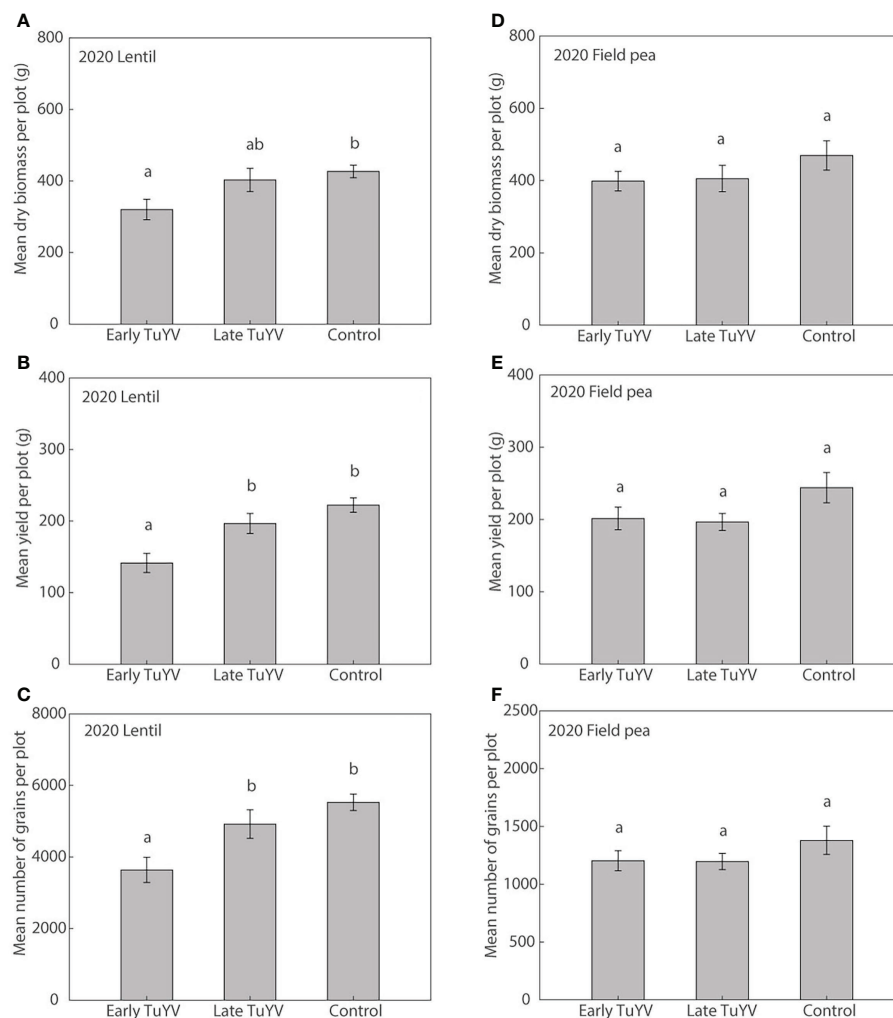 A
Mean dry biomass per plot (g)
800
600
400
200
0
2020 Lentil
a
ab
b
Early TuYV
Late TuYV
Control
B
Mean yield per plot (g)
400
300
200
100
0
2020 Lentil
a
b
b
Early TuYV
Late TuYV
Control
C
Mean number of grains per plot
8000
6000
4000
2000
0
2020 Lentil
a
b
b
Early TuYV
Late TuYV
Control
D
Mean dry biomass per plot (g)
800
600
400
200
0
2020 Field pea
a
a
a
Early TuYV
Late TuYV
Control
E
Mean yield per plot (g)
400
300
200
100
0
2020 Field pea
a
a
a
Early TuYV
Late TuYV
Control
F
Mean number of grains per plot
2500
2000
1500
1000
500
0
2020 Field pea
a
a
a
Early TuYV
Late TuYV
Control